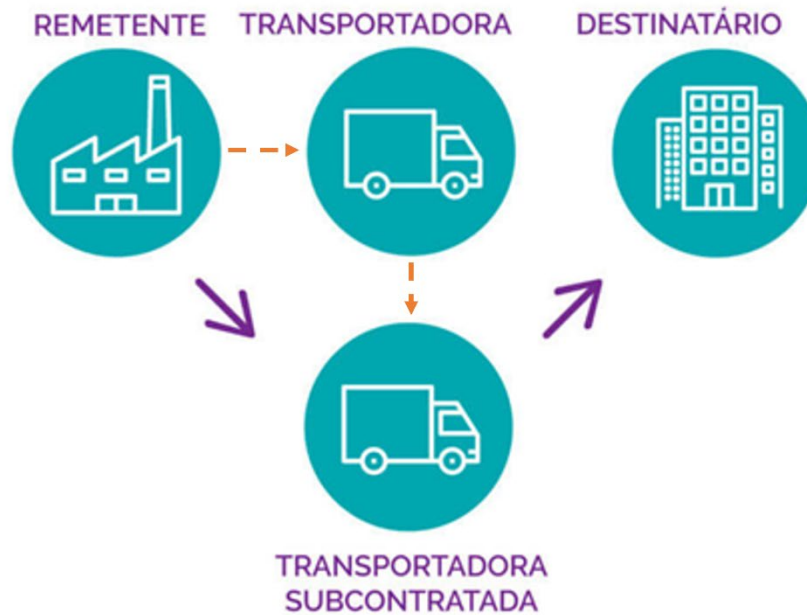 REMETENTE
TRANSPORTADORA
DESTINATÁRIO
TRANSPORTADORA
SUBCONTRATADA